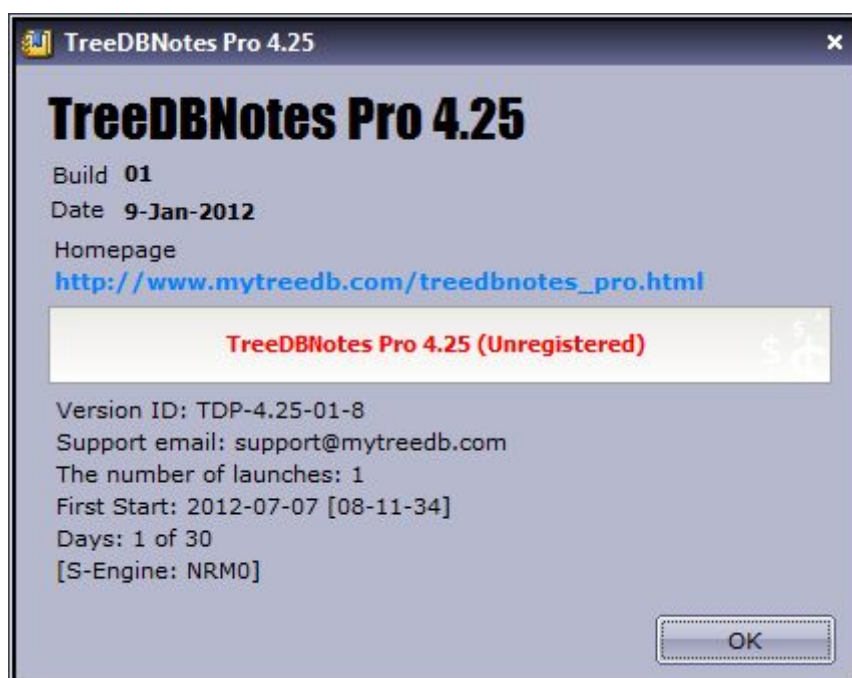 TreeDBNotes Pro 4.25
TreeDBNotes Pro 4.25
Build 01
Date 9-Jan-2012
Homepage
http://www.mytreedb.com/treedbnotes_pro.html
TreeDBNotes Pro 4.25 (Unregistered)
Version ID: TDP-4.25-01-8
Support email: support@mytreedb.com
The number of launches: 1
First Start: 2012-07-07 [08-11-34]
Days: 1 of 30
[S-Engine: NRM0]
OK